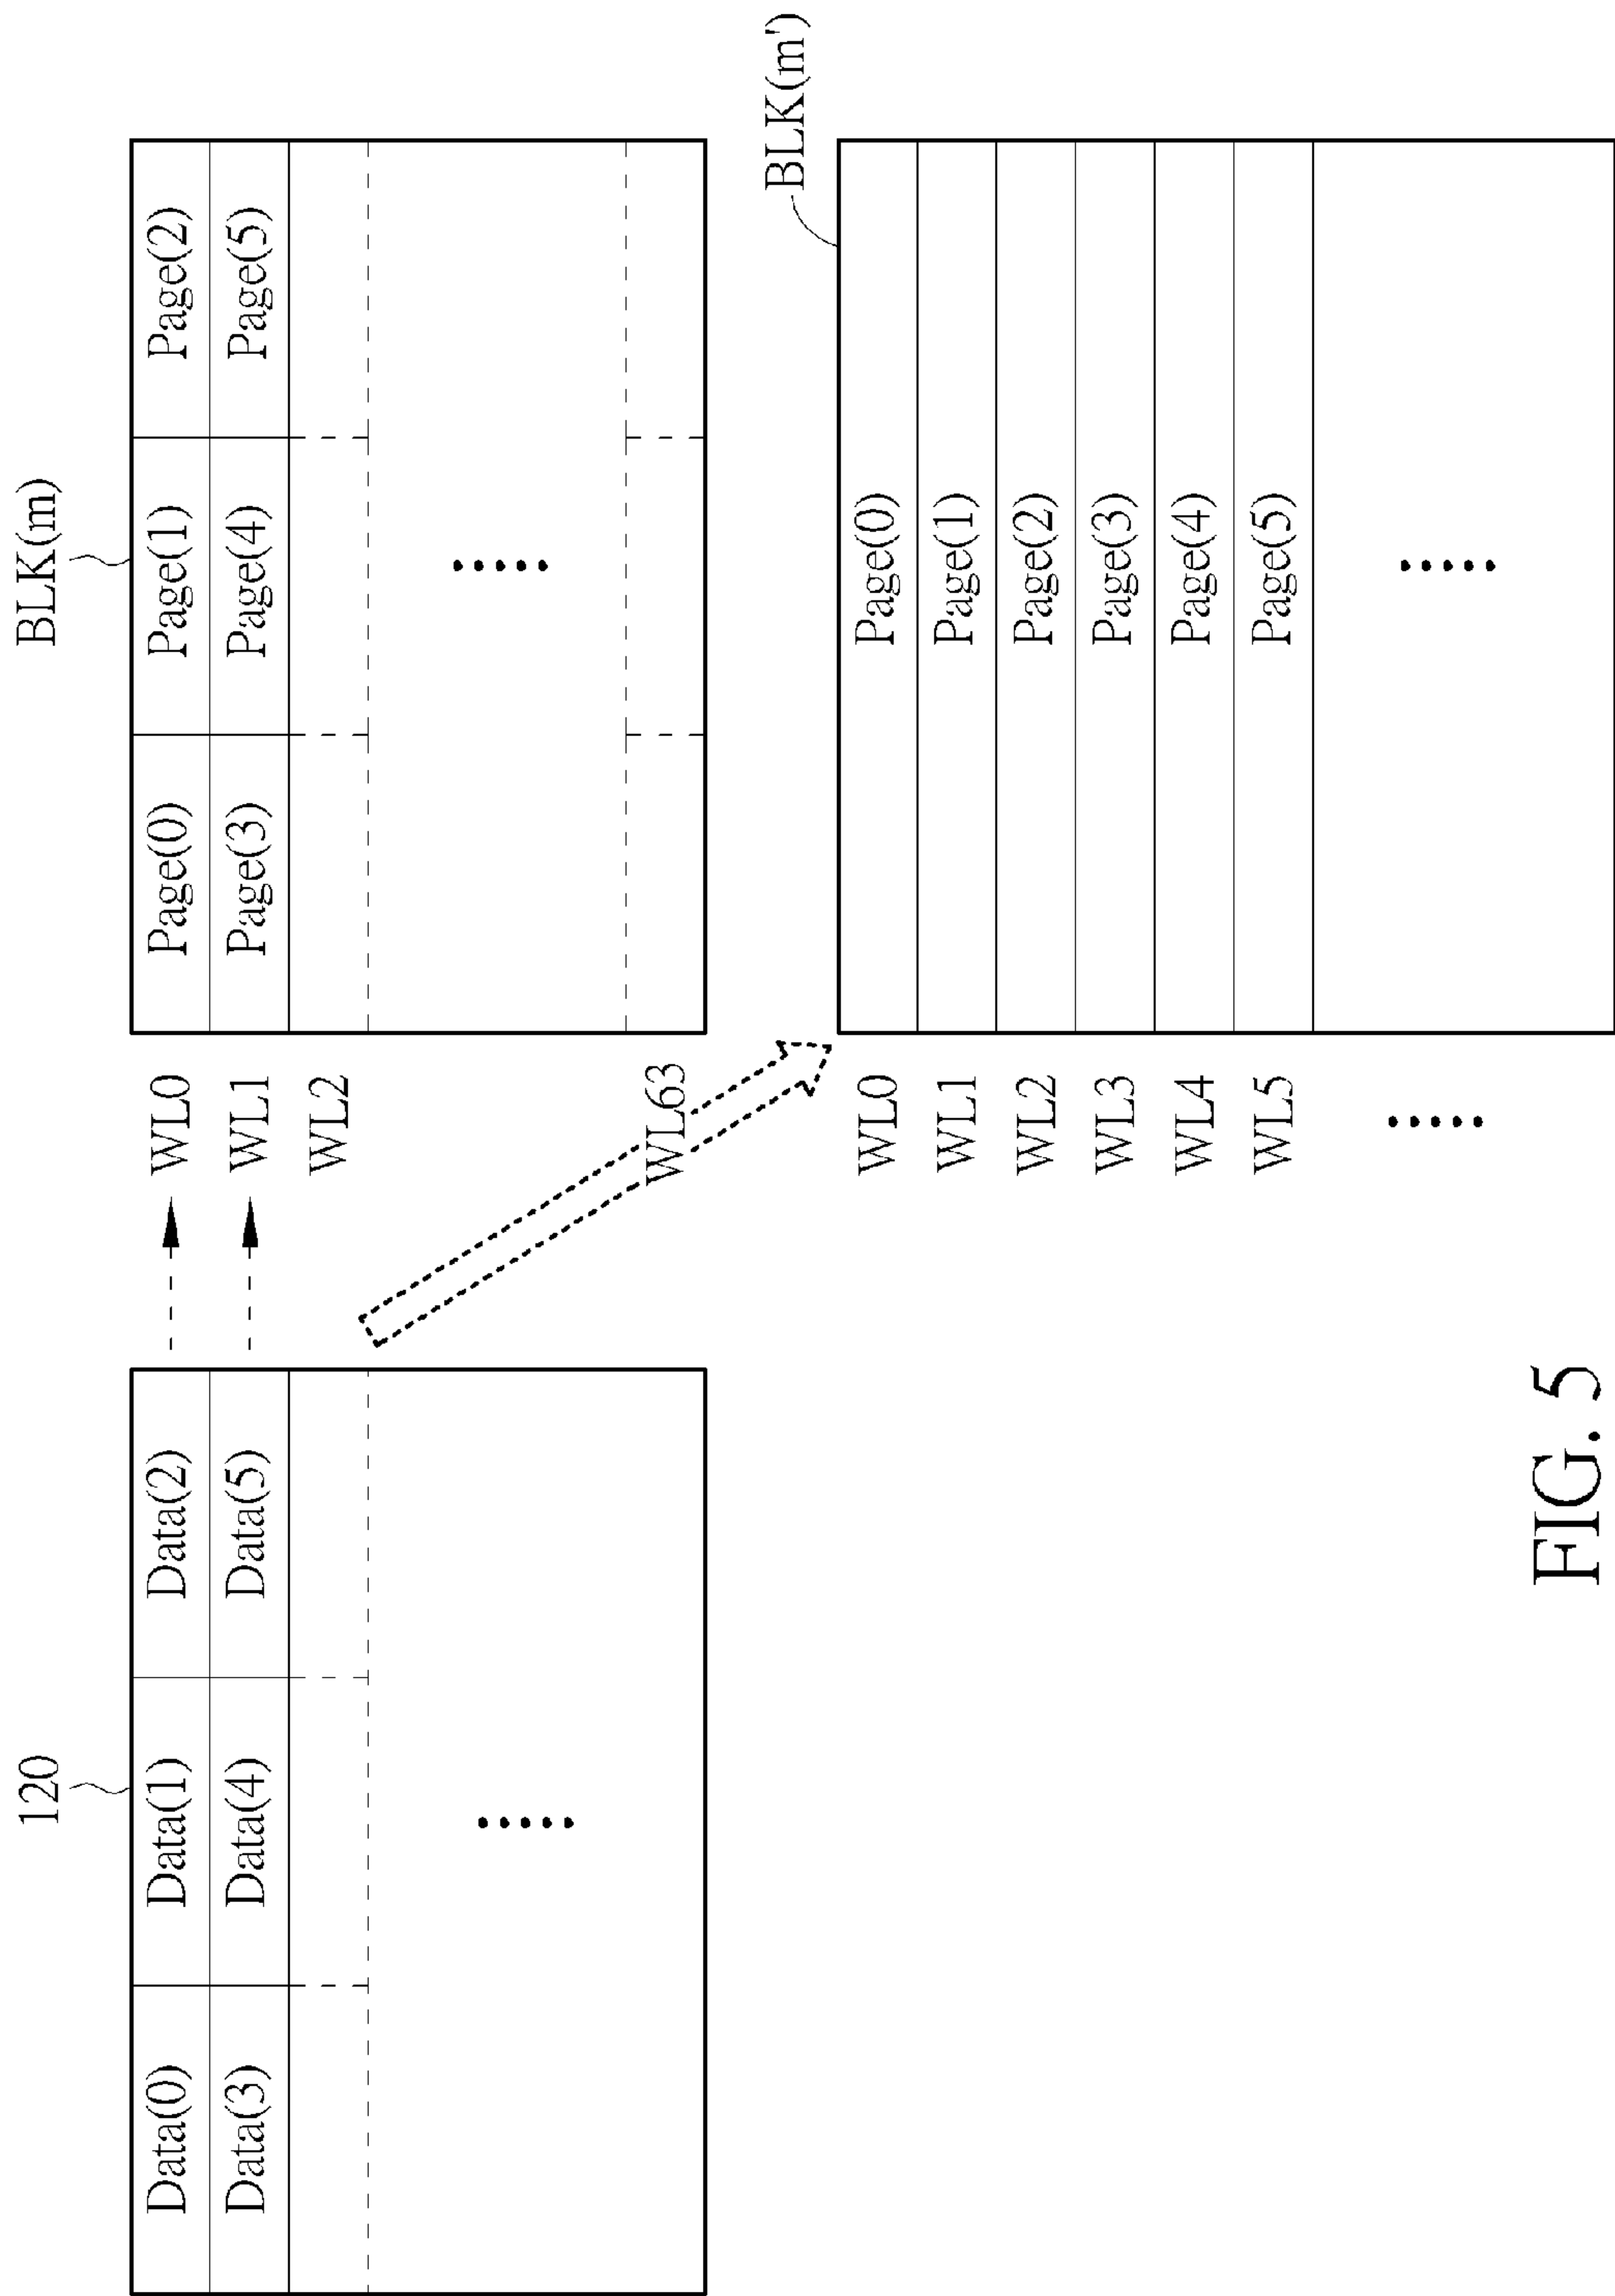 120
BLK(m)
Data(0) Data(1) Data(2)
WL0
Page(0) Page(1) Page(2)
Data(3) Data(4) Data(5)
WL1
Page(3) Page(4) Page(5)
WL2
WL63
BLK(m')
WL0 Page(0)
WL1 Page(1)
WL2 Page(2)
WL3 Page(3)
WL4 Page(4)
WL5 Page(5)
FIG. 5